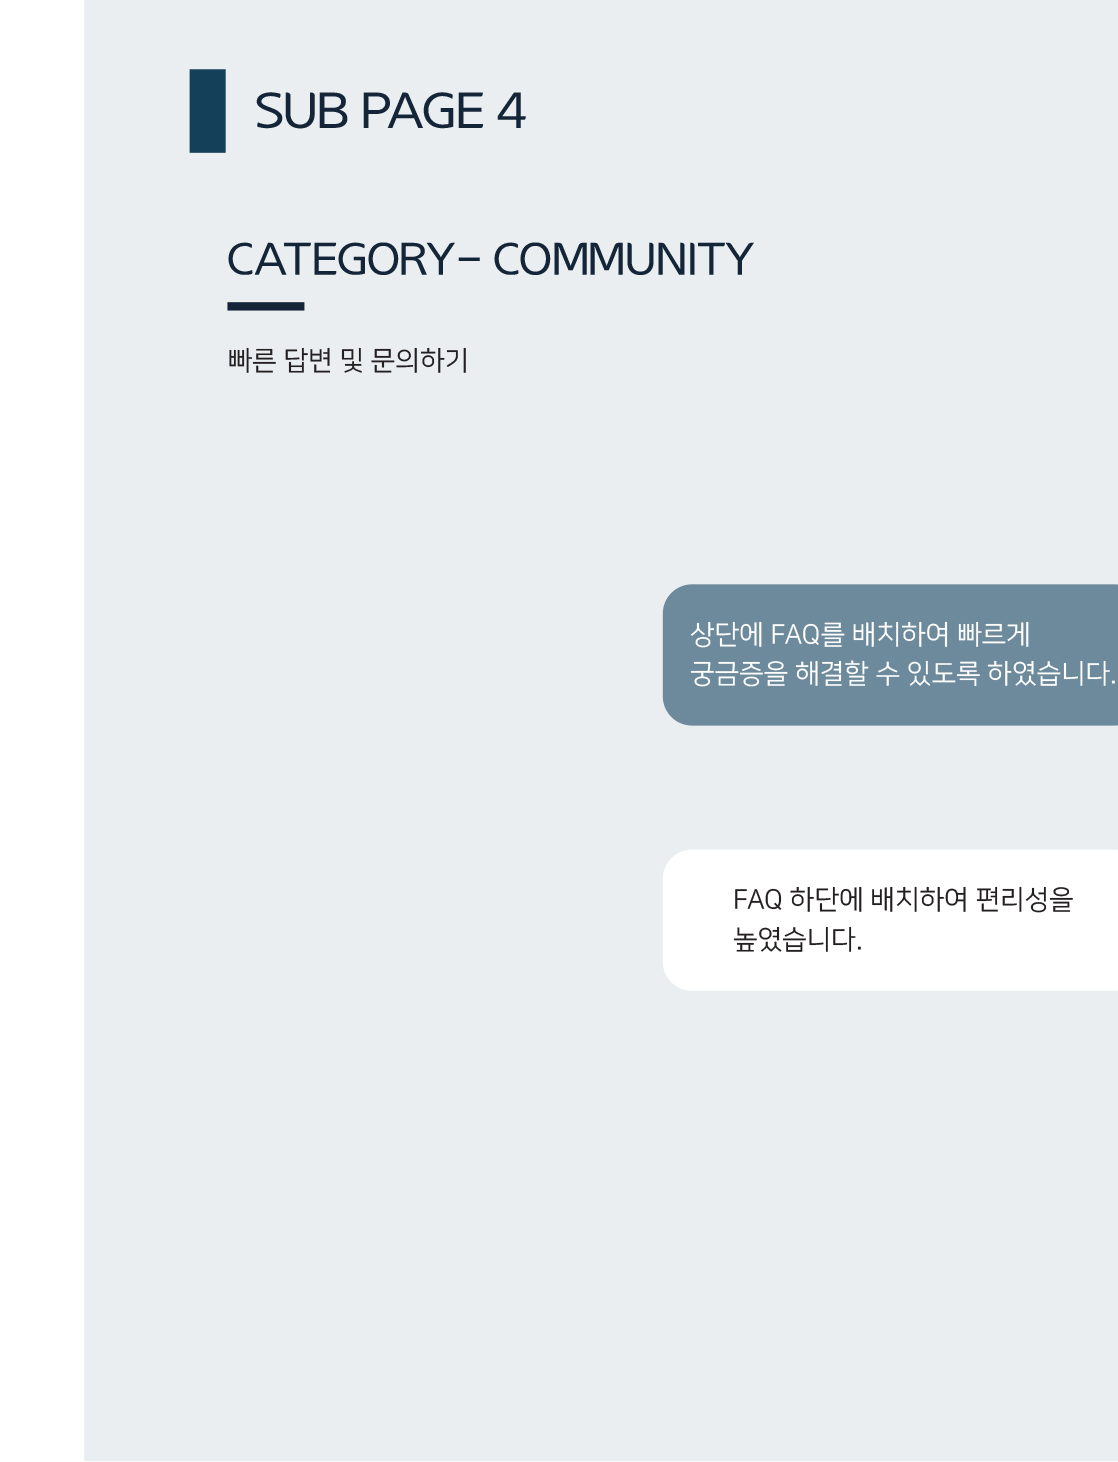 SUB PAGE 4
CATEGORY– COMMUNITY
빠른 답변 및 문의하기
상단에 FAQ를 배치하여 빠르게
궁금증을 해결할 수 있도록 하였습니다.
FAQ 하단에 배치하여 편리성을
높였습니다.